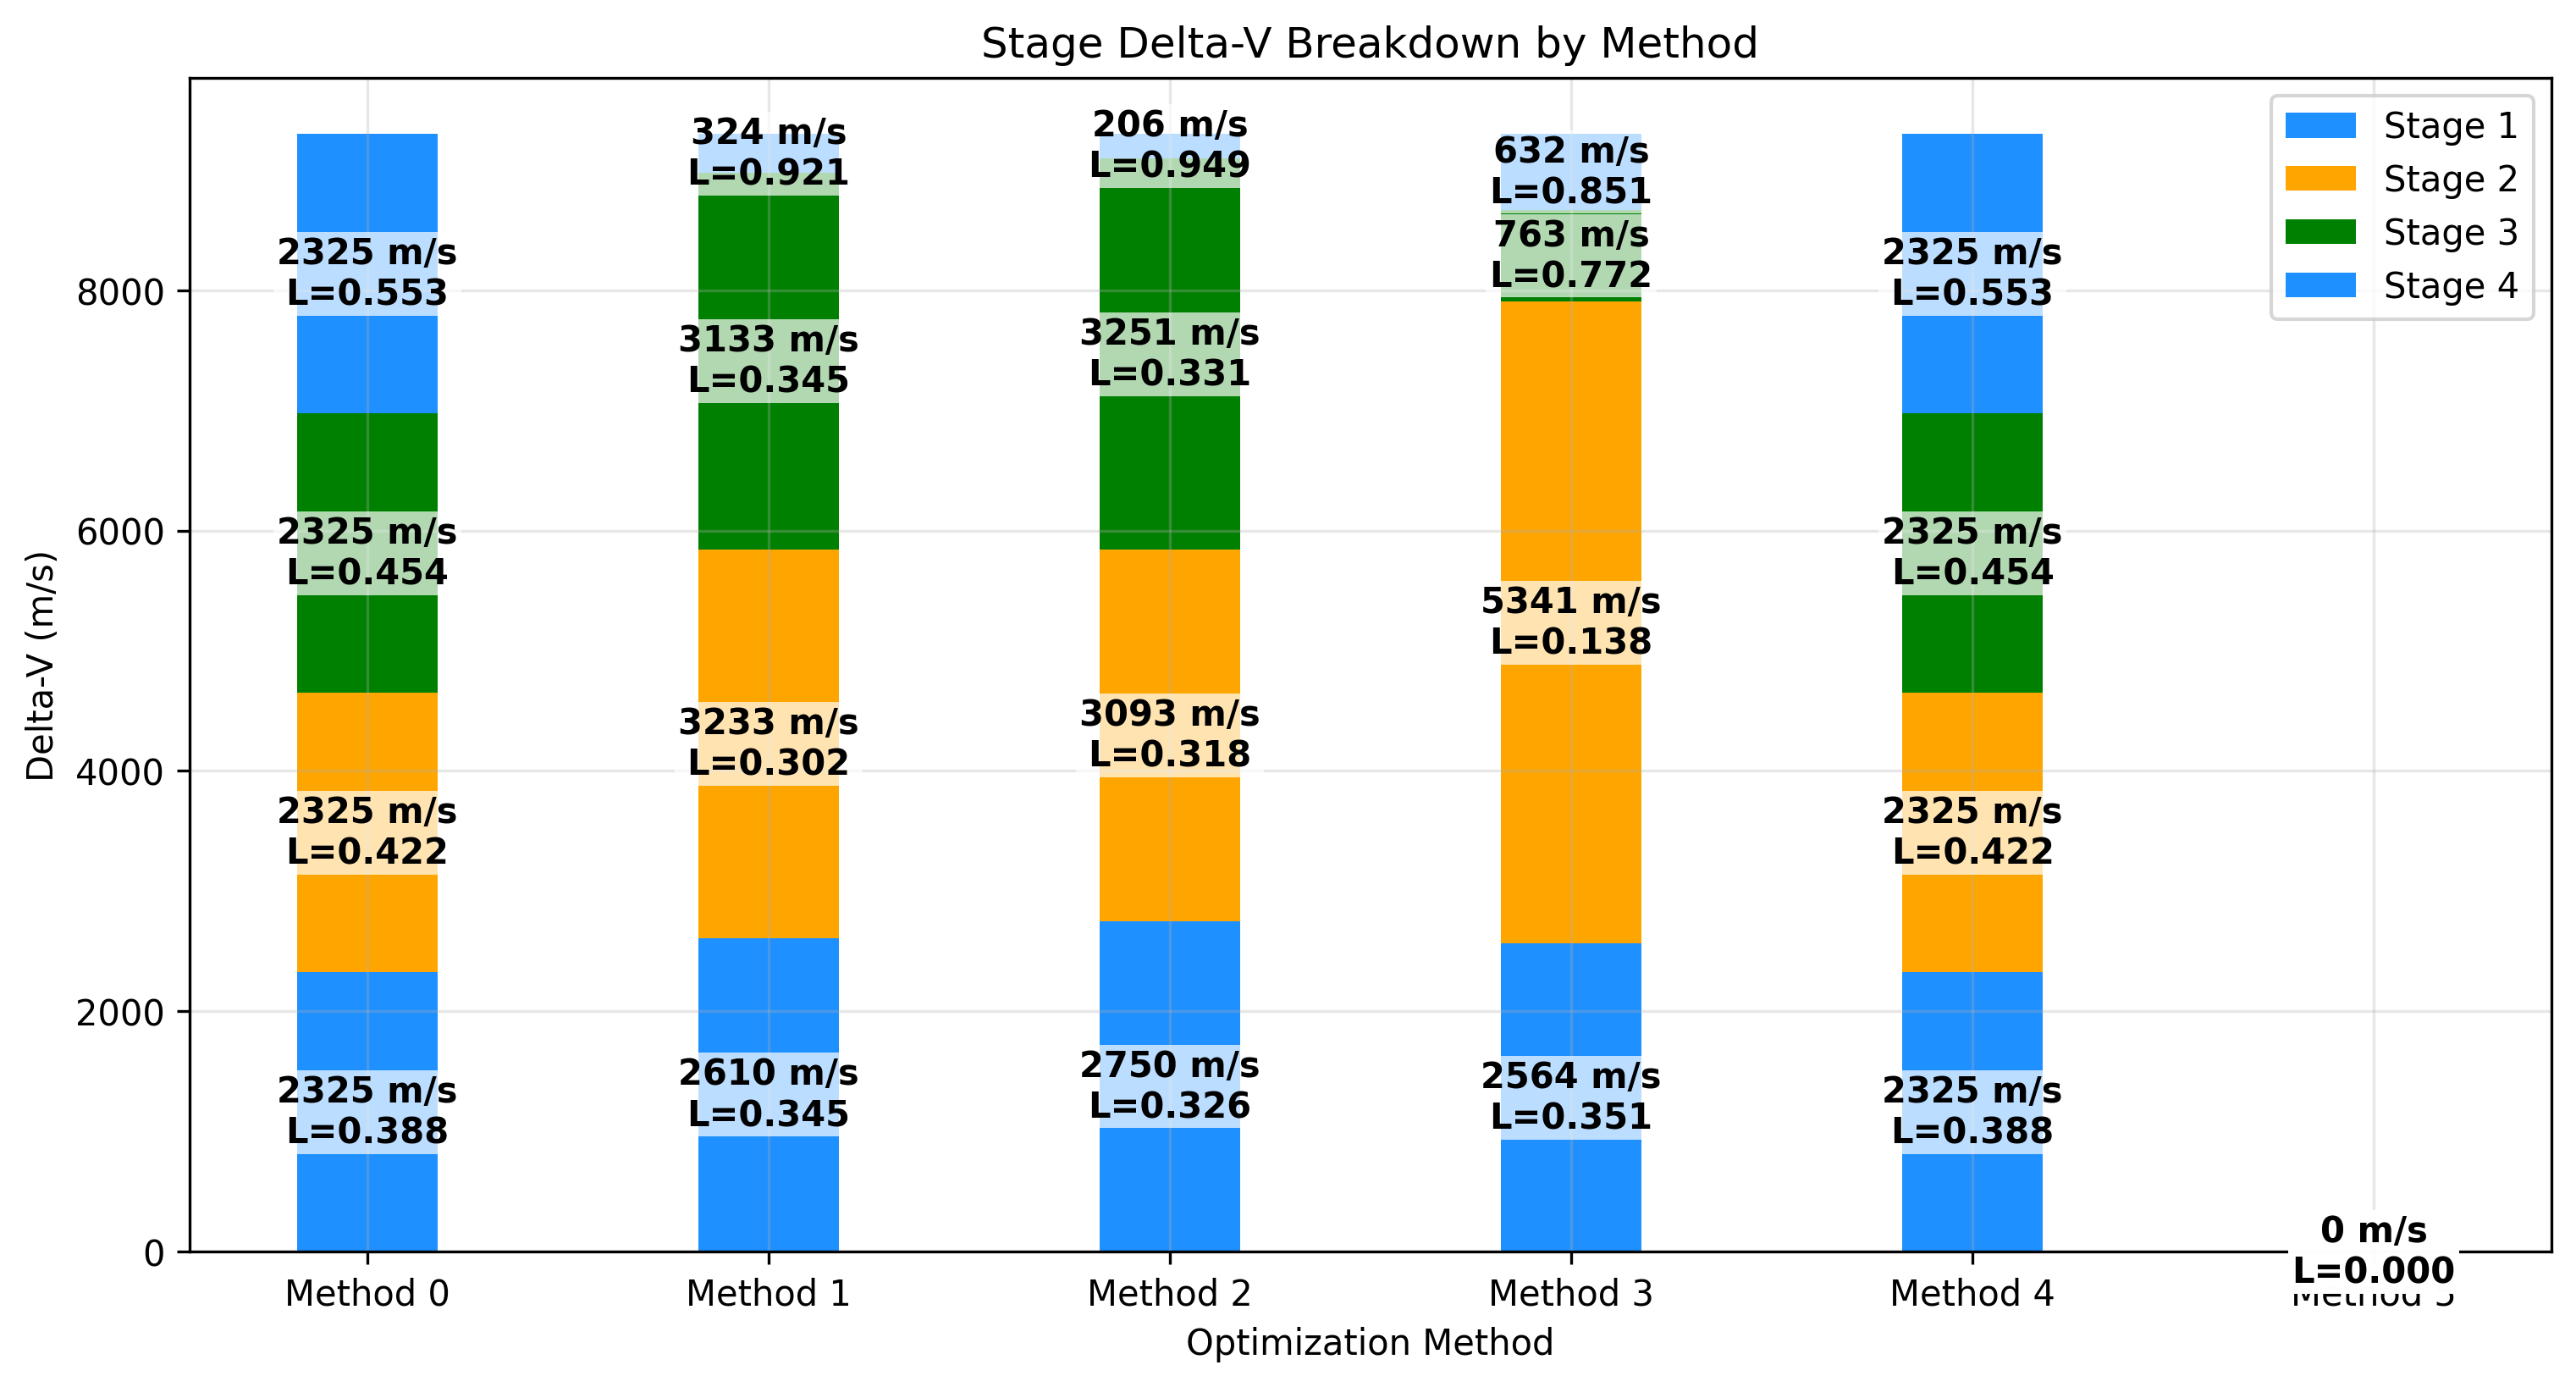 Stage Delta-V Breakdown by Method
Stage 1
Stage 2
Stage 3
Stage 4
Delta-V (m/s)
8000
6000
4000
2000
0
2325 m/s
L=0.553
2325 m/s
L=0.454
2325 m/s
L=0.422
2325 m/s
L=0.388
324 m/s
L=0.921
3133 m/s
L=0.345
3233 m/s
L=0.302
2610 m/s
L=0.345
206 m/s
L=0.949
3251 m/s
L=0.331
3093 m/s
L=0.318
2750 m/s
L=0.326
632 m/s
L=0.851
763 m/s
L=0.772
5341 m/s
L=0.138
2564 m/s
L=0.351
2325 m/s
L=0.553
2325 m/s
L=0.454
2325 m/s
L=0.422
2325 m/s
L=0.388
0 m/s
L=0.000
Method 0
Method 1
Method 2
Method 3
Method 4
Optimization Method